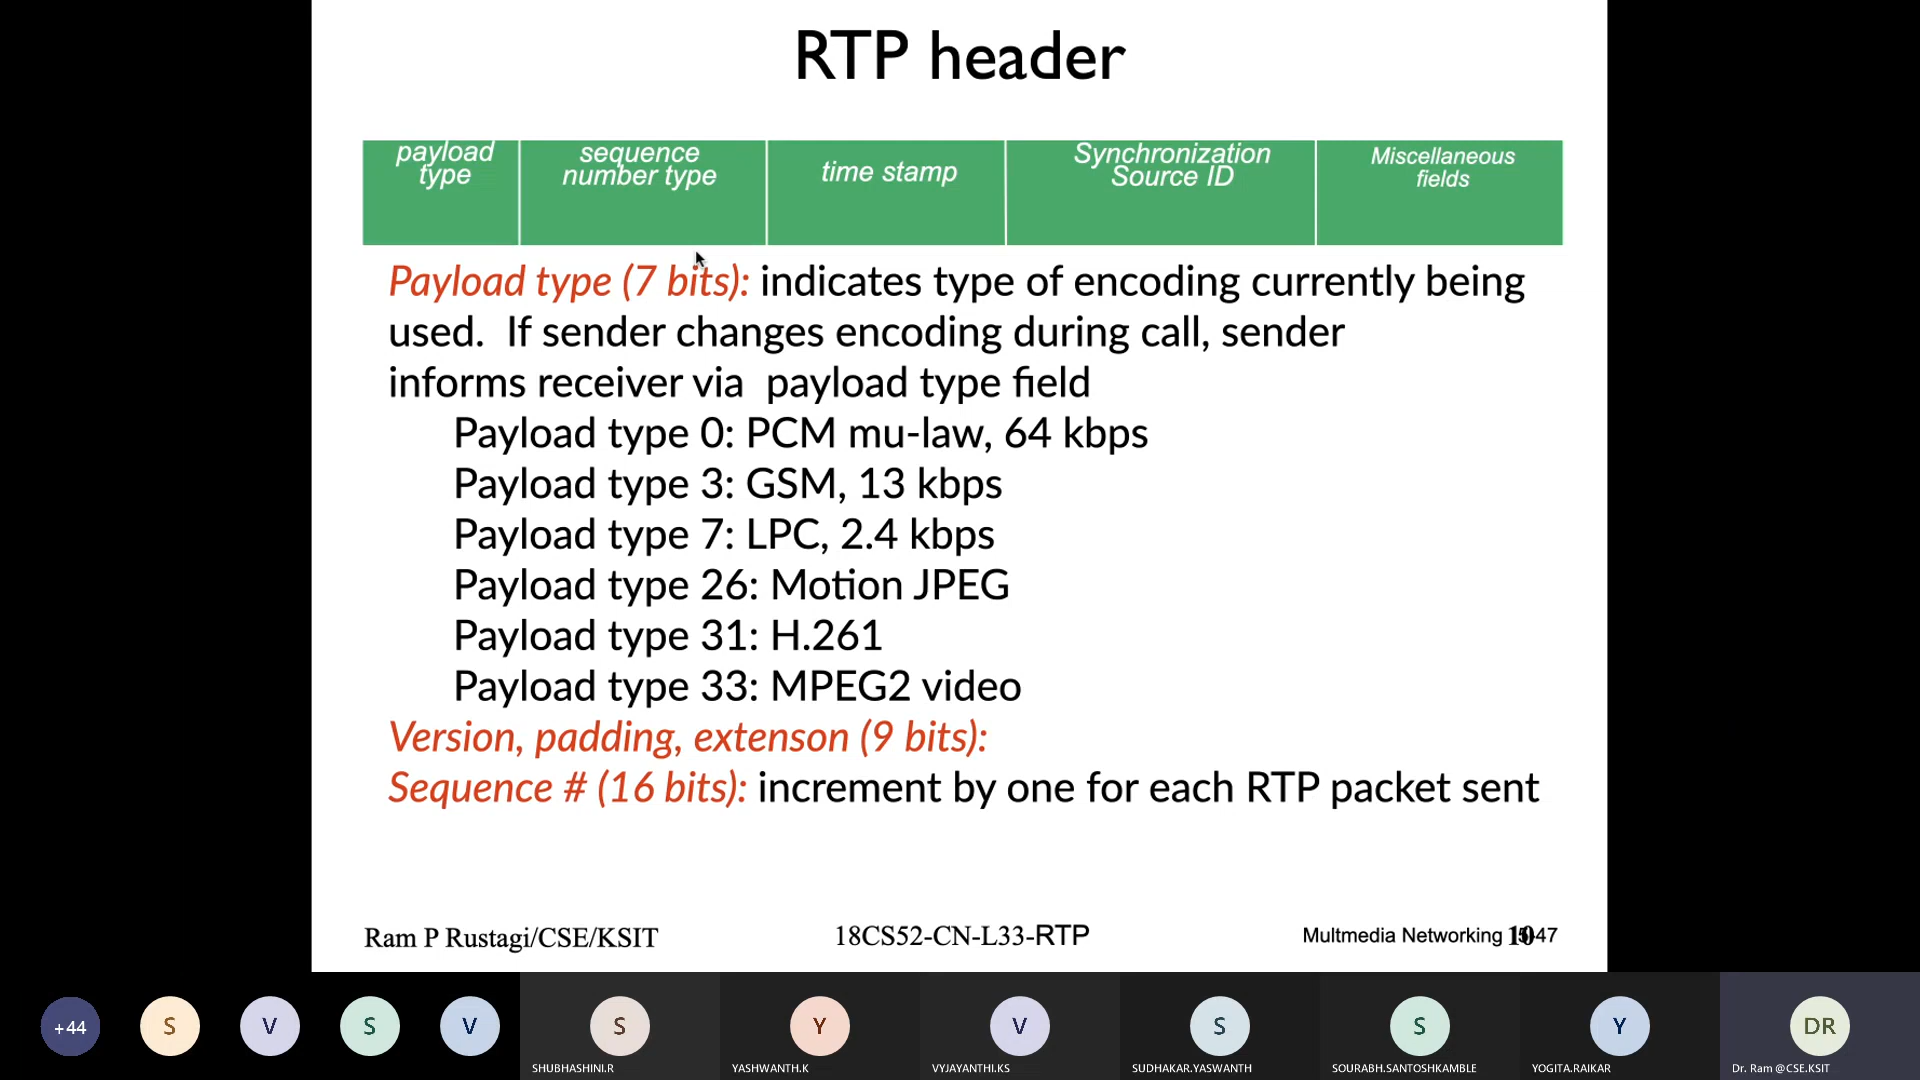 RTP header
payload type
sequence number type
time stamp
Synchronization Source ID
Miscellaneous fields
Payload type (7 bits): indicates type of encoding currently being
used. If sender changes encoding during call, sender
informs receiver via payload type field
Payload type 0: PCM mu-law, 64 kbps
Payload type 3: GSM, 13 kbps
Payload type 7: LPC, 2.4 kbps
Payload type 26: Motion JPEG
Payload type 31: H.261
Payload type 33: MPEG2 video
Version, padding, extenson (9 bits):
Sequence # (16 bits): increment by one for each RTP packet sent
Ram P Rustagi/CSE/KSIT
18CS52-CN-L33-RTP
Multmedia Networking
+44
S
V
S
V
S
Y
V
S
S
Y
DR
SHUBHASHINI.R
YASHWANTH.K
VYJAYANTHI.KS
SUDHAKAR.YASWANTH
SOURABH.SANTOSHKAMBLE
YOGITA.RAIKAR
Dr. Ram @CSE.KSIT